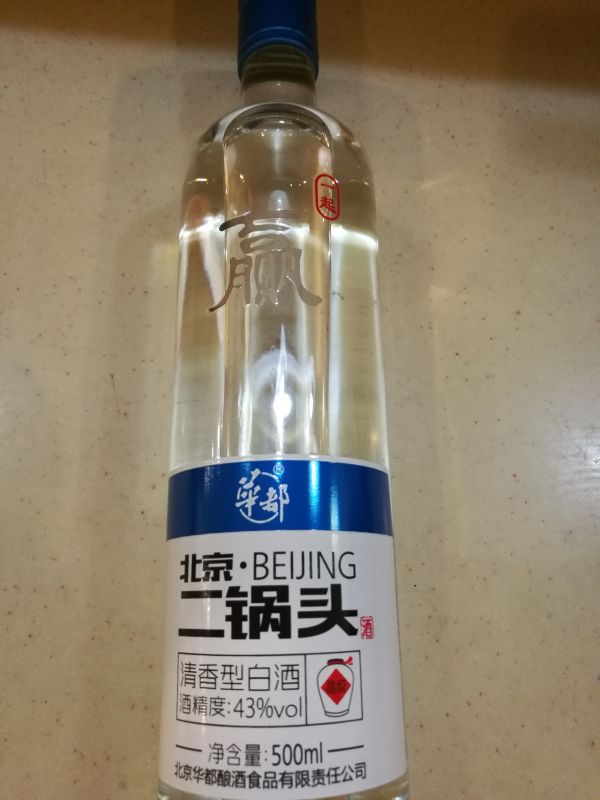 一起
赢
華都®
北京·BEIJING
二锅头 酒
清香型白酒
酒精度:43%vol
净含量:500ml
北京华都酿酒食品有限责任公司